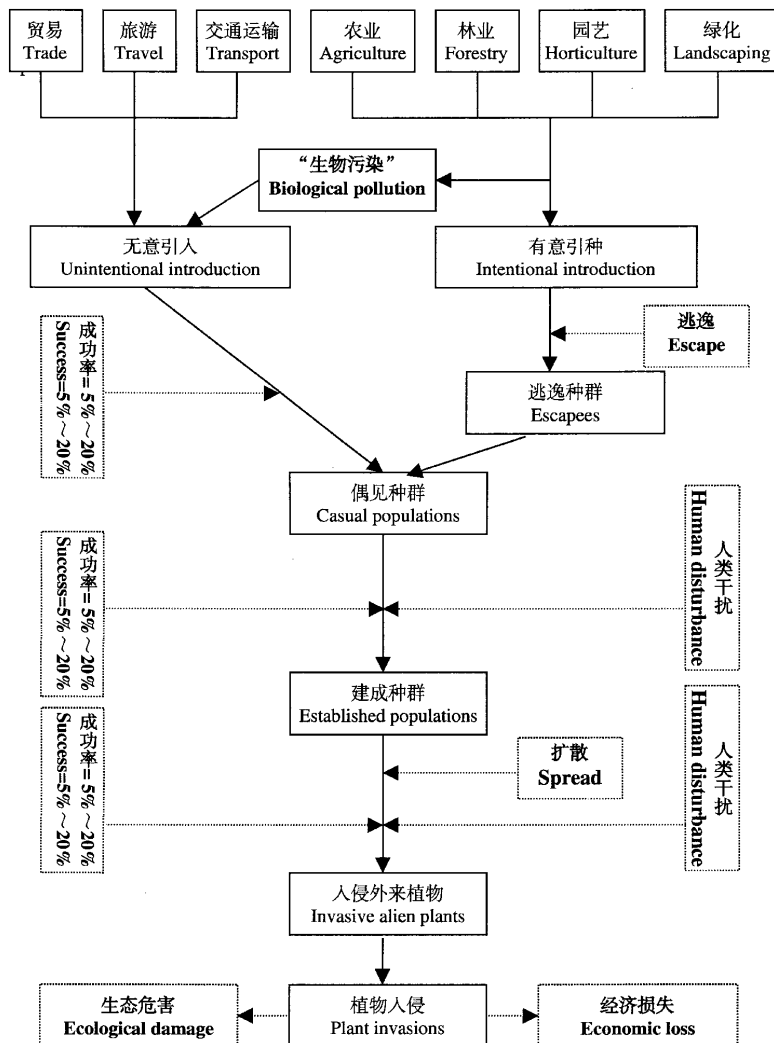 贸易
Trade
旅游
Travel
交通运输
Transport
农业
Agriculture
林业
Forestry
园艺
Horticulture
绿化
Landscaping
“生物污染”
Biological pollution
无意引入
Unintentional introduction
有意引种
Intentional introduction
逃逸
Escape
成功率=5%～20%
Success=5%～20%
逃逸种群
Escapees
偶见种群
Casual populations
成功率=5%～20%
Success=5%～20%
人类干扰
Human disturbance
建成种群
Established populations
成功率=5%～20%
Success=5%～20%
扩散
Spread
人类干扰
Human disturbance
入侵外来植物
Invasive alien plants
生态危害
Ecological damage
植物入侵
Plant invasions
经济损失
Economic loss